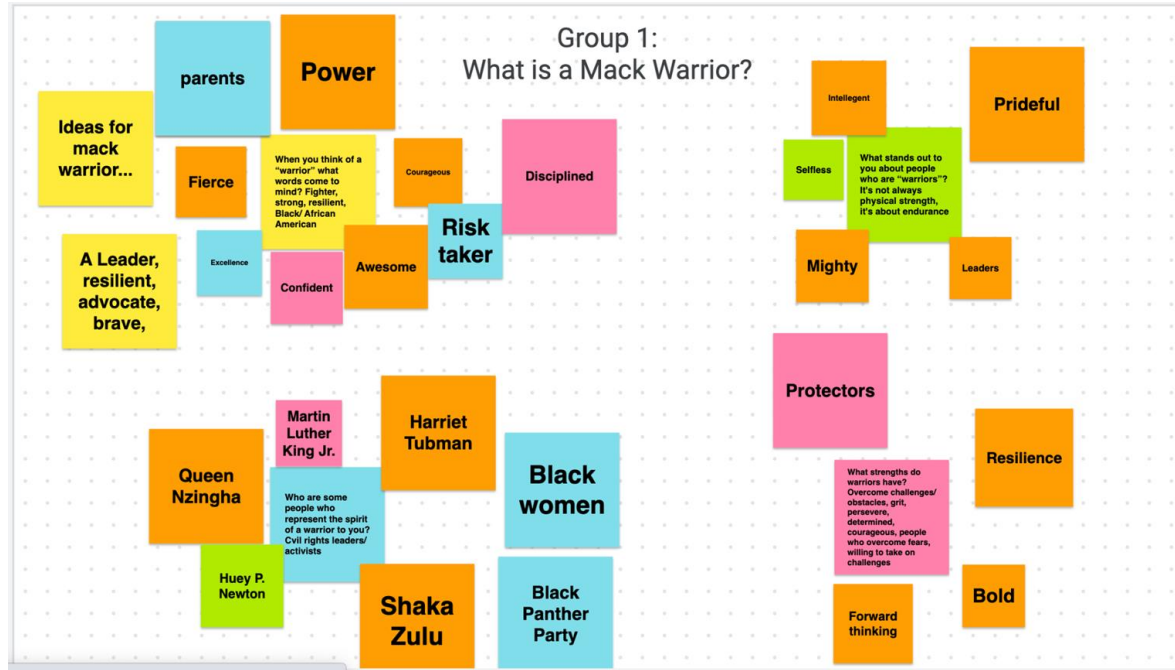 Group 1:
What is a Mack Warrior?
parents
Power
Ideas for
mack
warrior...
Fierce
When you think of a
"warrior" what
words come to
mind? Fighter,
strong, resilient,
Black/ African
American
Courageous
Disciplined
Risk
taker
A Leader,
resilient,
advocate,
brave,
Excellence
Confident
Awesome
Intellegent
Prideful
Selfless
What stands out to
you about people
who are "warriors"?
It's not always
physical strength,
it's about endurance
Mighty
Leaders
Martin
Luther
King Jr.
Harriet
Tubman
Queen
Nzingha
Who are some
people who
represent the spirit
of a warrior to you?
Cvil rights leaders/
activists
Black
women
Huey P.
Newton
Shaka
Zulu
Black
Panther
Party
Protectors
Resilience
What strengths do
warriors have?
Overcome challenges/
obstacles, grit,
persevere,
determined,
courageous, people
who overcome fears,
willing to take on
challenges
Forward
thinking
Bold